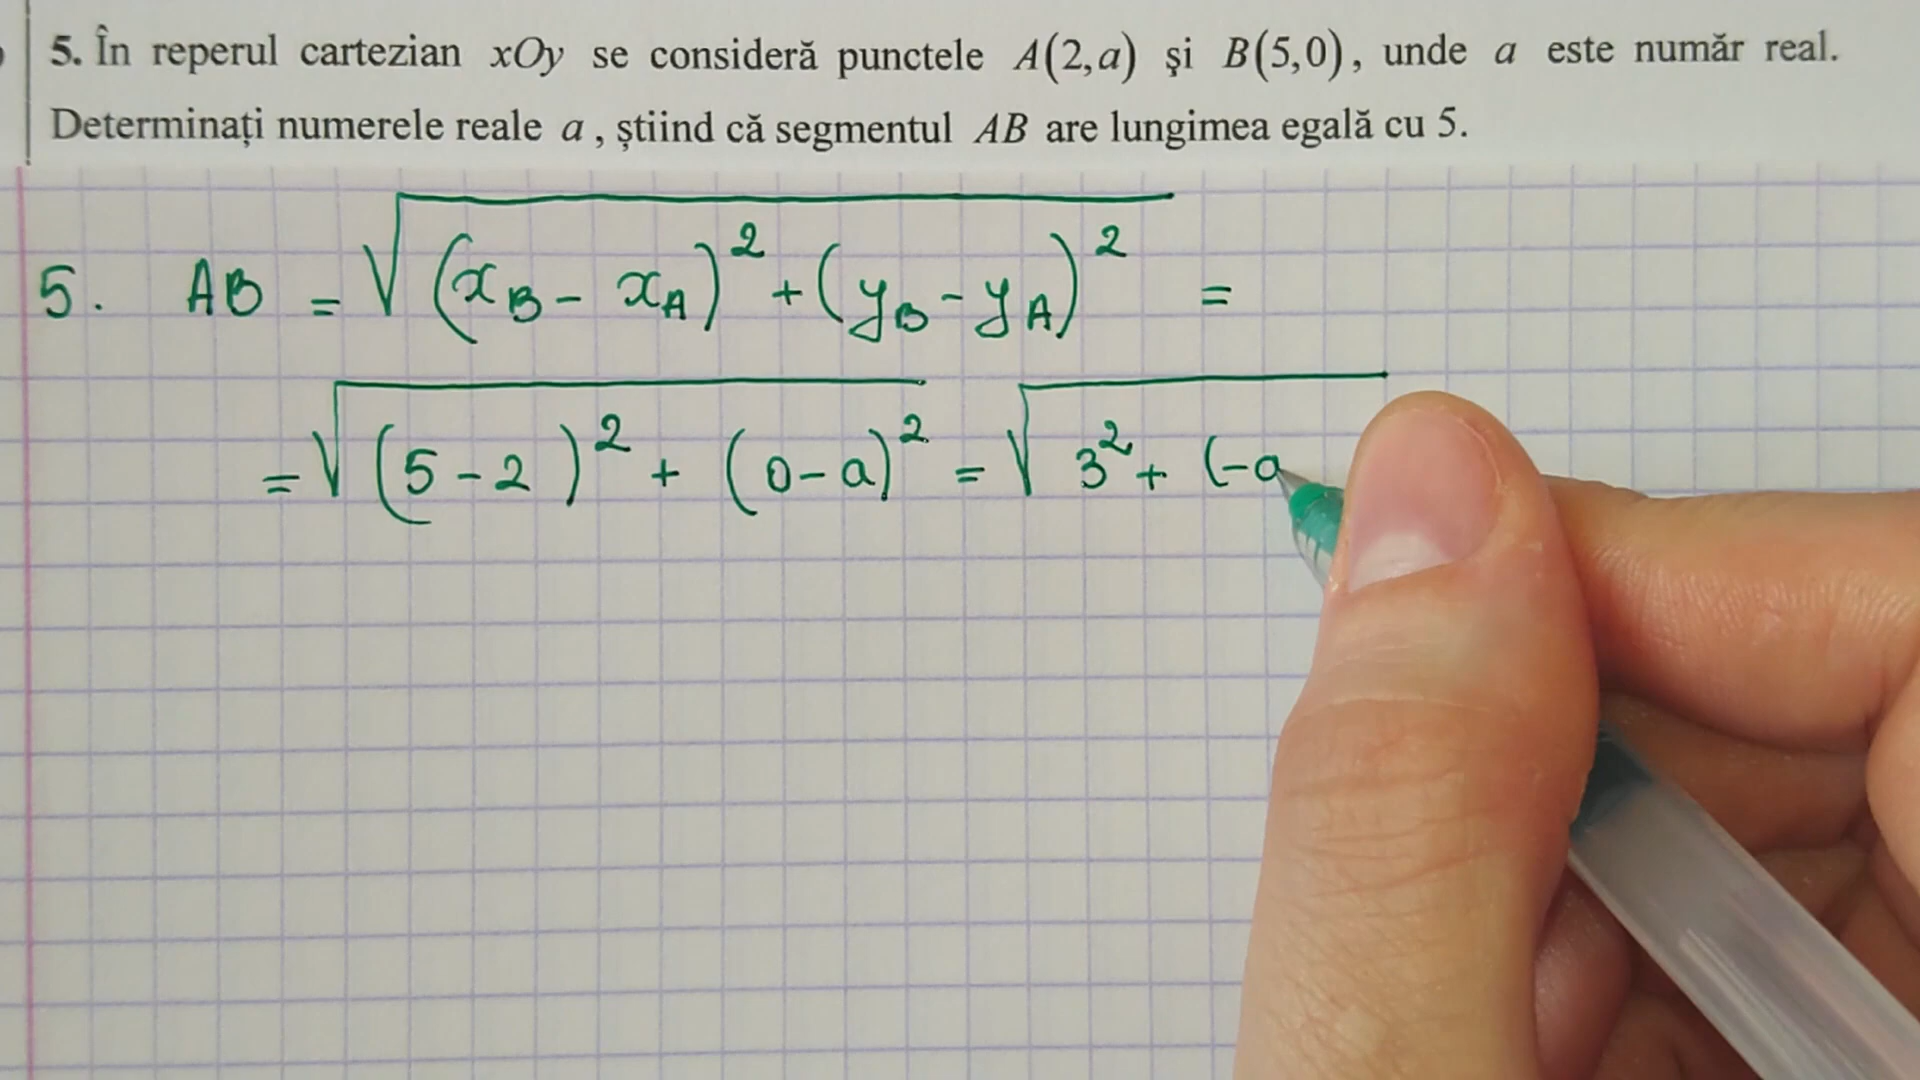 5. În reperul cartezian xOy se consideră punctele A(2,a) şi B(5,0), unde a este număr real.
Determinați numerele reale a, știind că segmentul AB are lungimea egală cu 5.
5. AB = √(x_B - x_A)² + (y_B - y_A)² =
= √(5-2)² + (0-a)² = √3² + (-a